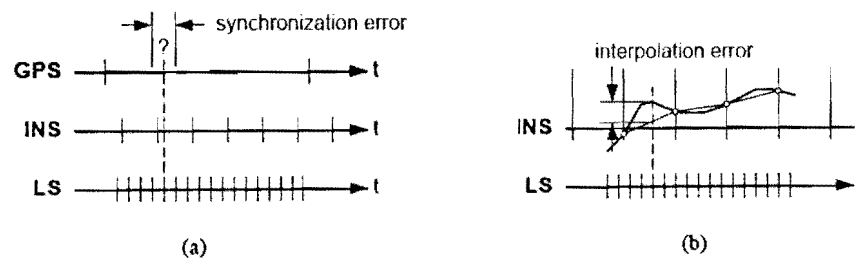 synchronization error
?
GPS t
INS t
LS t
(a)
interpolation error
INS
LS
(b)